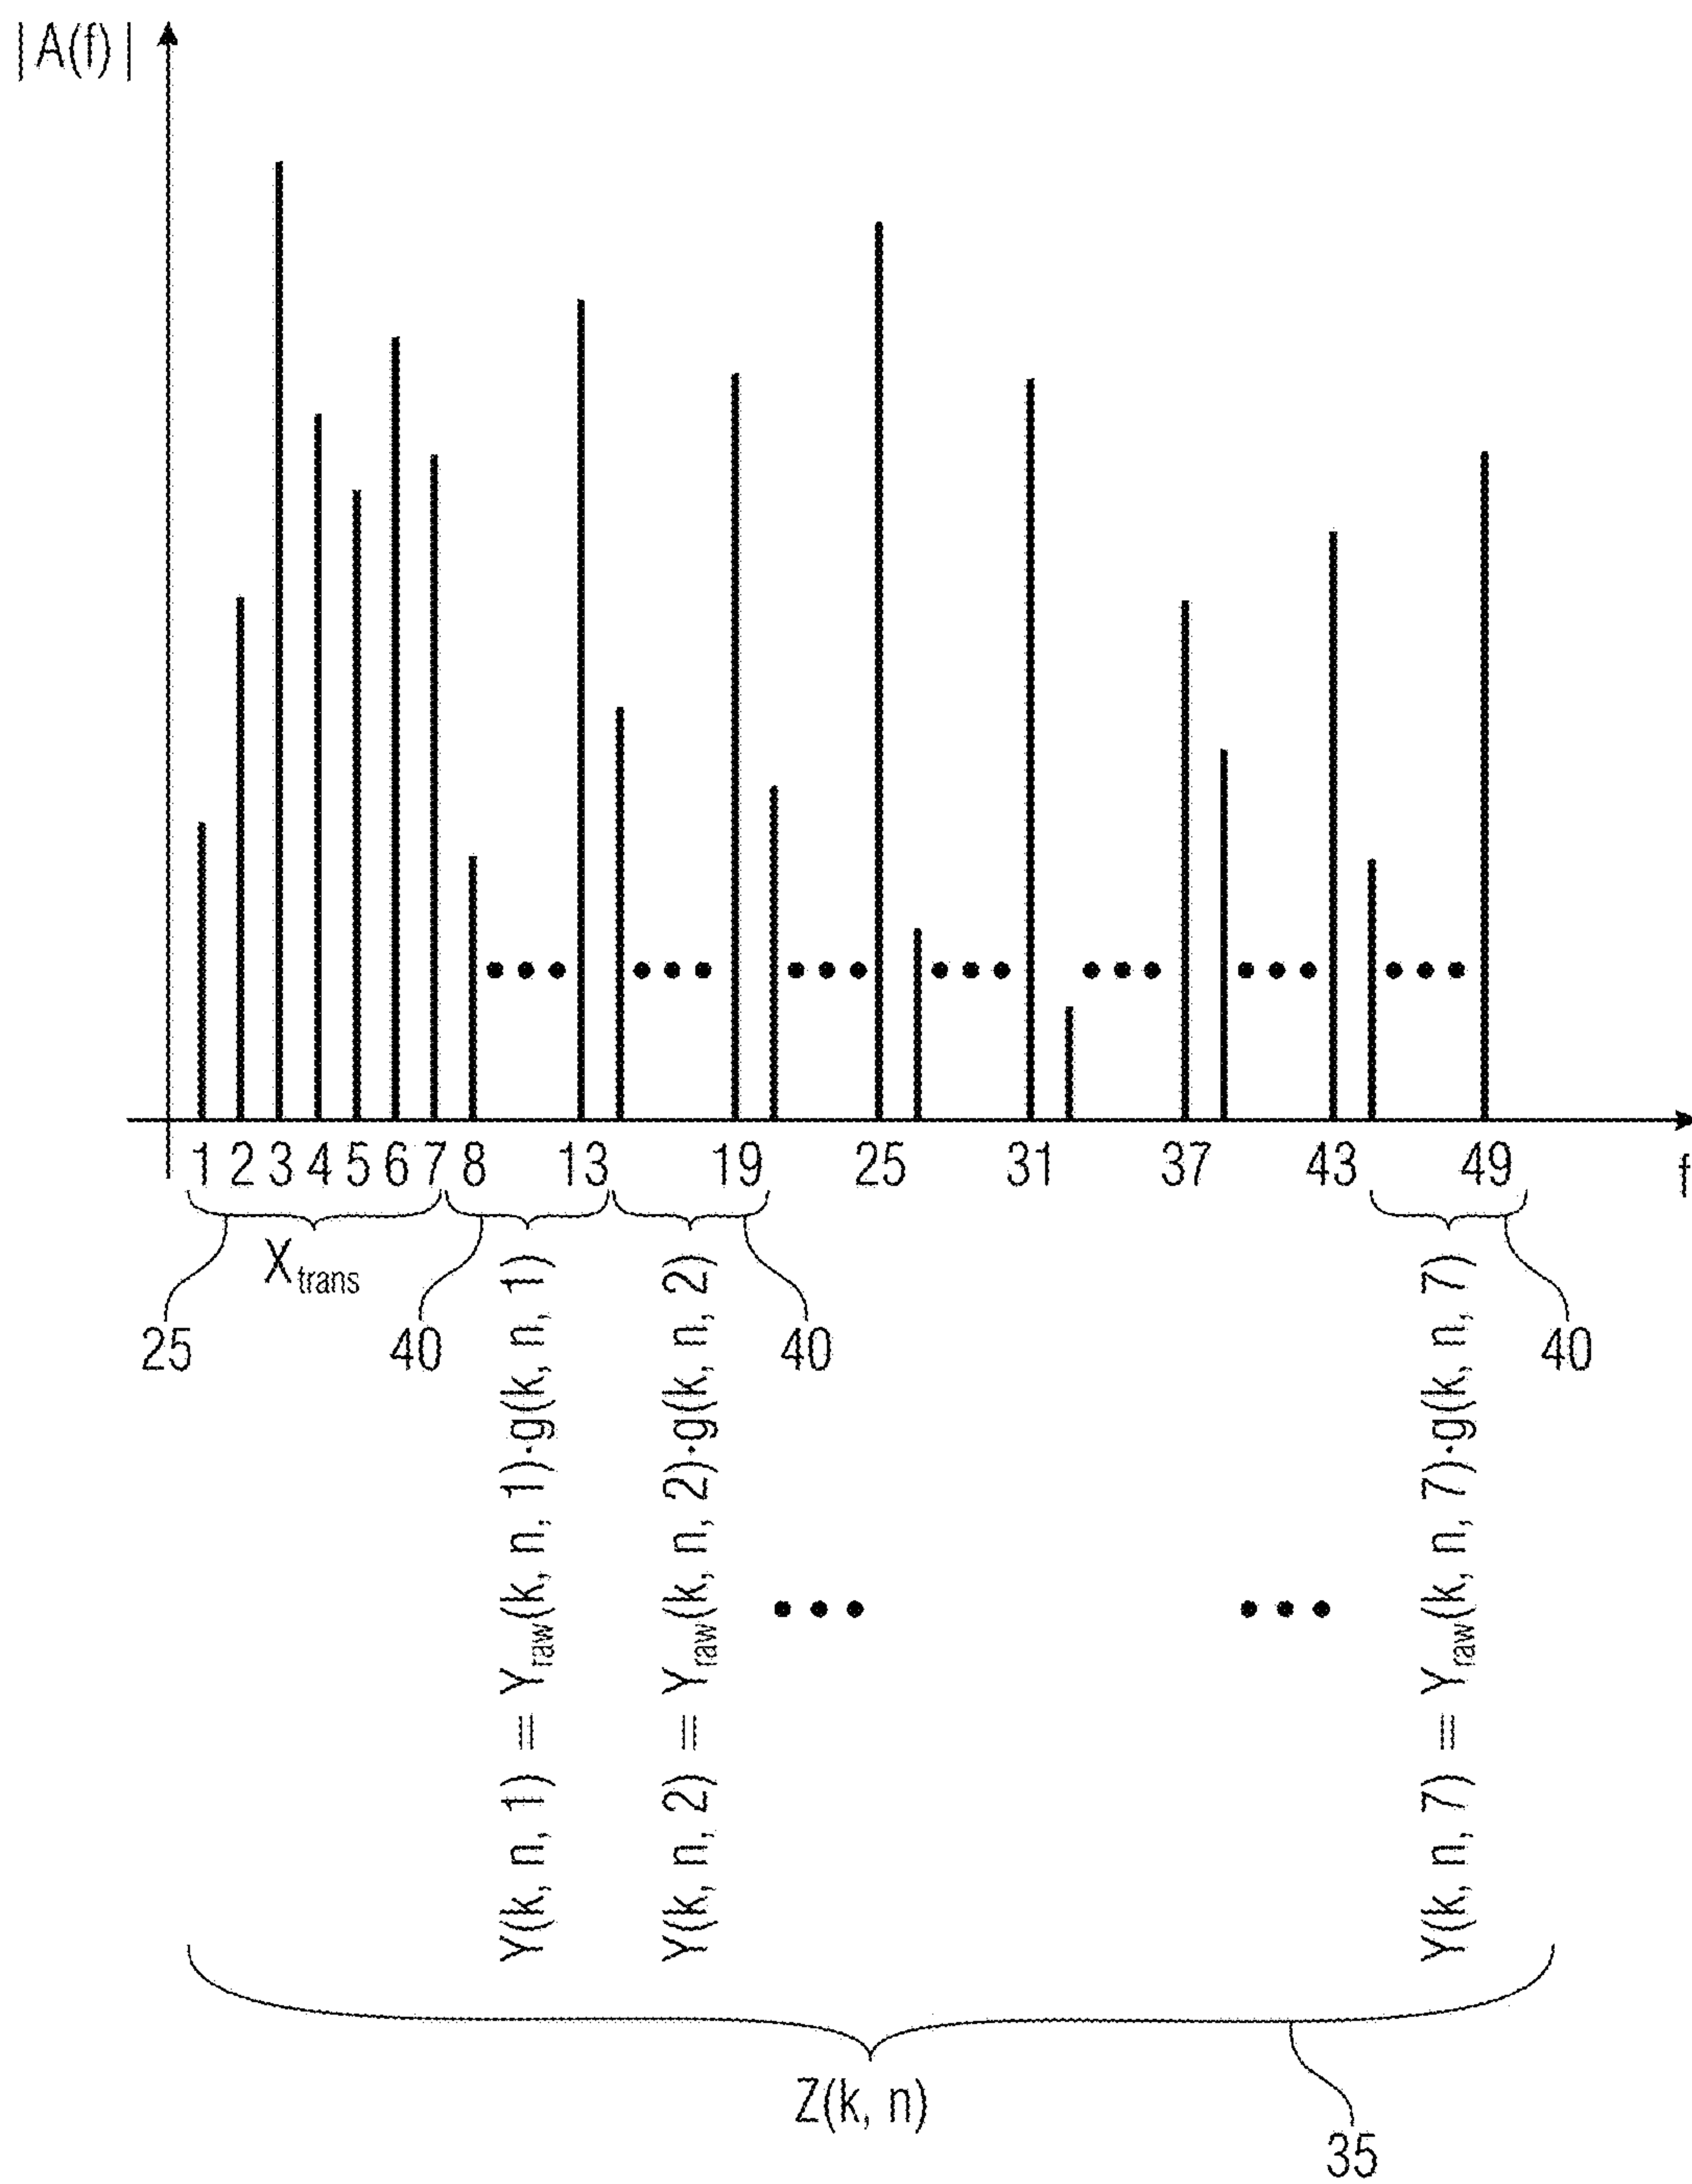 |A(f)|
1 2 3 4 5 6 7 8 13 19 25 31 37 43 49 f
X_trans
25 40 40 40
Y(k, n, 1) = Y_raw(k, n, 1)·g(k, n, 1)
Y(k, n, 2) = Y_raw(k, n, 2)·g(k, n, 2)
Y(k, n, 7) = Y_raw(k, n, 7)·g(k, n, 7)
Z(k, n)
35